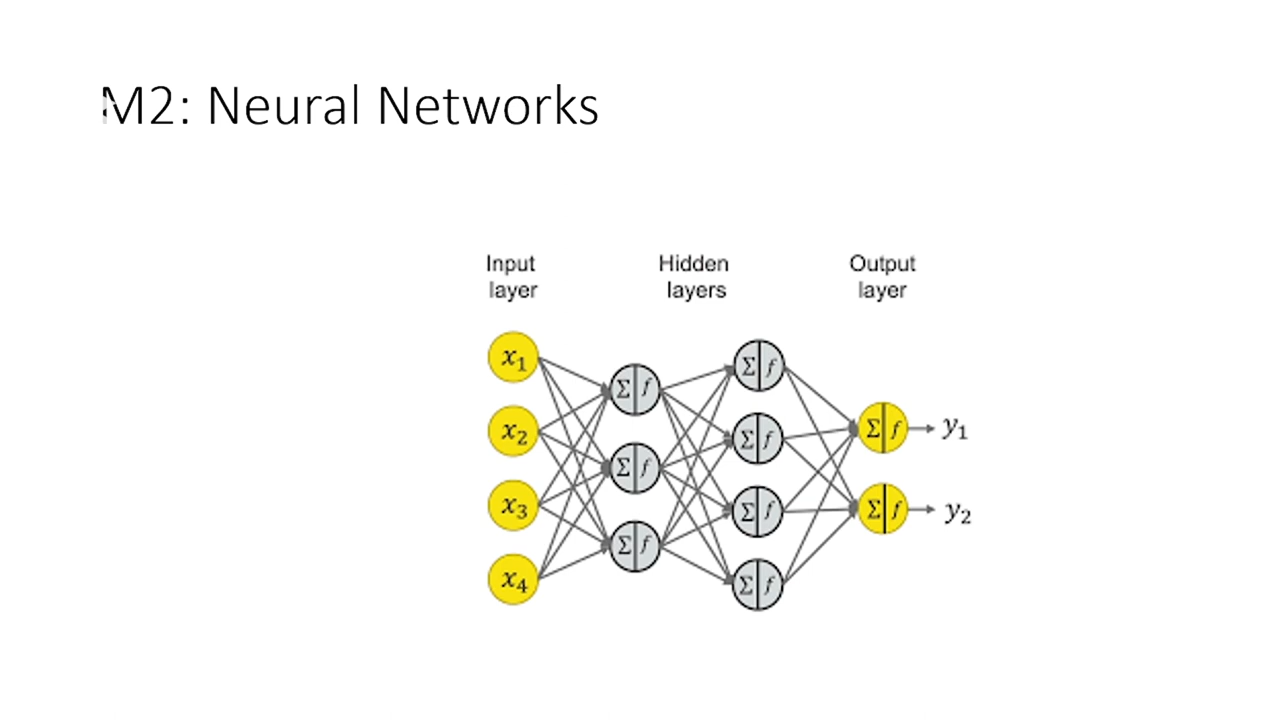 M2: Neural Networks
Input layer
Hidden layers
Output layer
x₁
x₂
x₃
x₄
Σ f
Σ f
Σ f
Σ f
Σ f
Σ f
Σ f
Σ f
Σ f
y₁
y₂